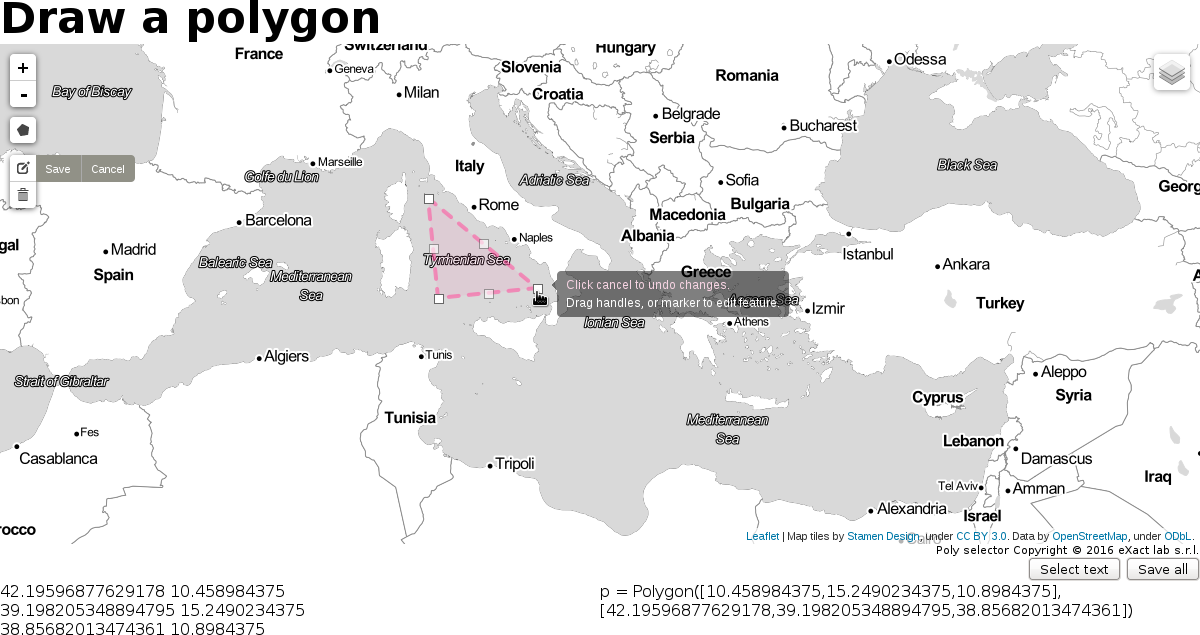 Draw a polygon
France
Switzerland
Hungary
Geneva
Slovenia
Romania
Odessa
+
-
Bay of Biscay
Milan
Croatia
Belgrade
Bucharest
Serbia
Save
Cancel
Marseille
Golfe du Lion
Italy
Adriatic Sea
Sofia
Black Sea
Georg
Barcelona
Rome
Macedonia
Bulgaria
Naples
Albania
gal
Madrid
Istanbul
Spain
Balearic Sea
Mediterranean
Sea
Tyrrhenian Sea
Greece
Ankara
A
bon
Click cancel to undo changes.
Drag handles, or marker to edit feature.
Aegean Sea
Izmir
Turkey
Ionian Sea
Athens
Algiers
Tunis
Strait of Gibraltar
Aleppo
Syria
Cyprus
Tunisia
Mediterranean
Sea
Fes
Casablanca
Lebanon
Damascus
Tripoli
Iraq
Tel Aviv
Amman
Alexandria
Israel
rocco
Cairo
Leaflet | Map tiles by Stamen Design, under CC BY 3.0. Data by OpenStreetMap, under ODbL.
Poly selector Copyright © 2016 eXact lab s.r.l.
Select text
Save all
42.19596877629178 10.458984375
39.198205348894795 15.2490234375
38.85682013474361 10.8984375
p = Polygon([10.458984375,15.2490234375,10.8984375],
[42.19596877629178,39.198205348894795,38.85682013474361])